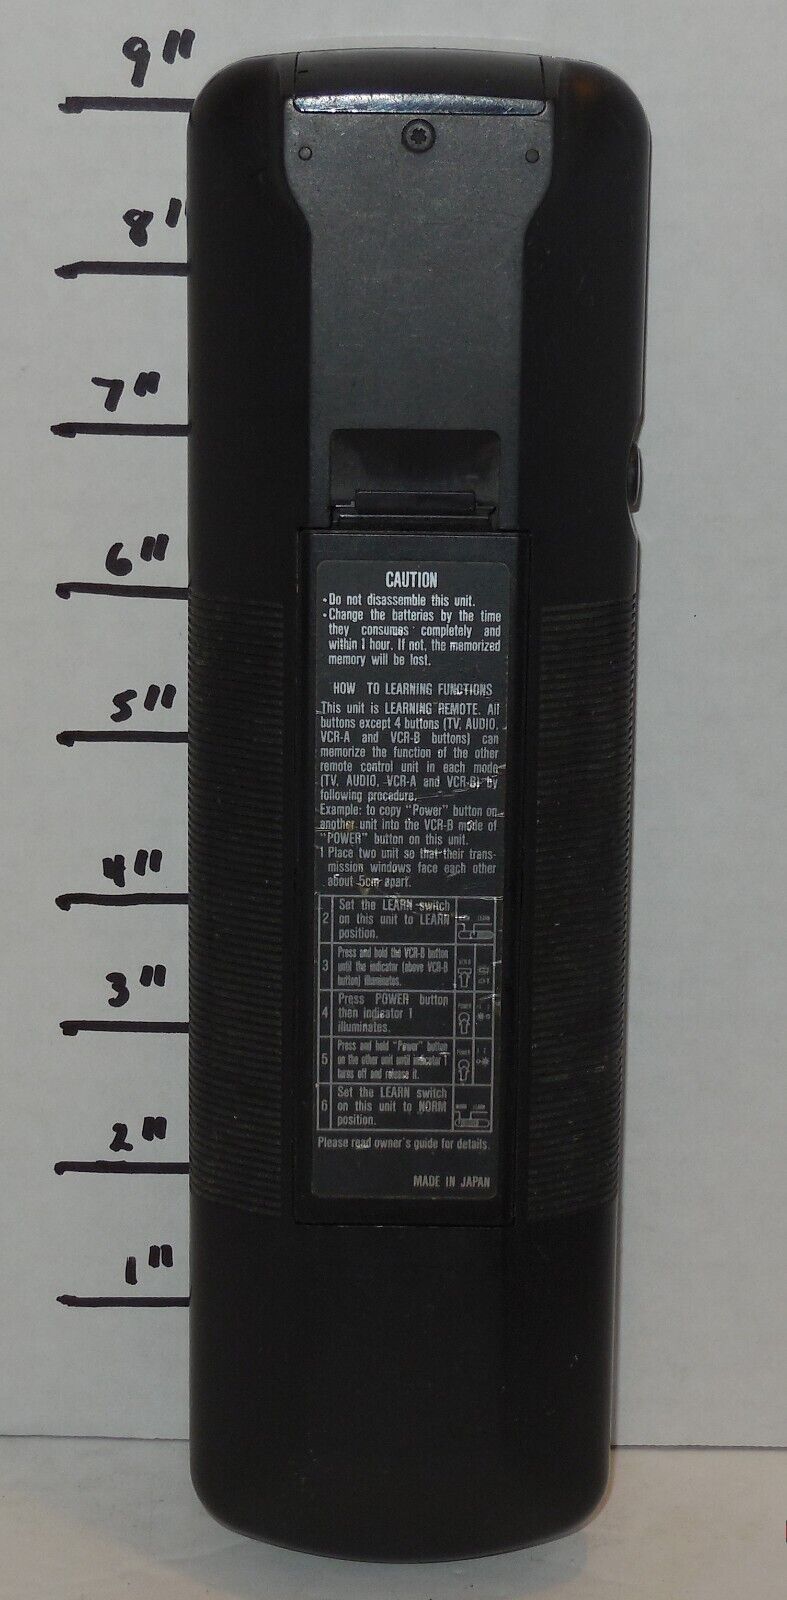 9"
8"
7"
6"
5"
4"
3"
2"
1"
CAUTION
•Do not disassemble this unit.
•Change the batteries by the time
they consumes completely and
within 1 hour. If not, the memorized
memory will be lost.
HOW TO LEARNING FUNCTIONS
This unit is LEARNING REMOTE. All
buttons except 4 buttons (TV, AUDIO,
VCR-A and VCR-B buttons) can
memorize the function of the other
remote control unit in each mode
(TV, AUDIO, VCR-A and VCR-B) by
following procedure.
Example: to copy "Power" button on
another unit into the VCR-B mode of
"POWER" button on this unit.
1 Place two unit so that their trans-
mission windows face each other
about 5cm apart.
2 Set the LEARN switch
on this unit to LEARN
position.
LEARN
3 Press and hold the VCR-B button
until the indicator (above VCR-B
button) illuminates.
VCR-B
4 Press POWER button
then indicator 1
illuminates.
POWER
5 Press and hold "Power" button
on the other unit until indicator 1
turns off and release it.
Power
6 Set the LEARN switch
on this unit to NORM
position.
NORM LEARN
Please read owner's guide for details.
MADE IN JAPAN